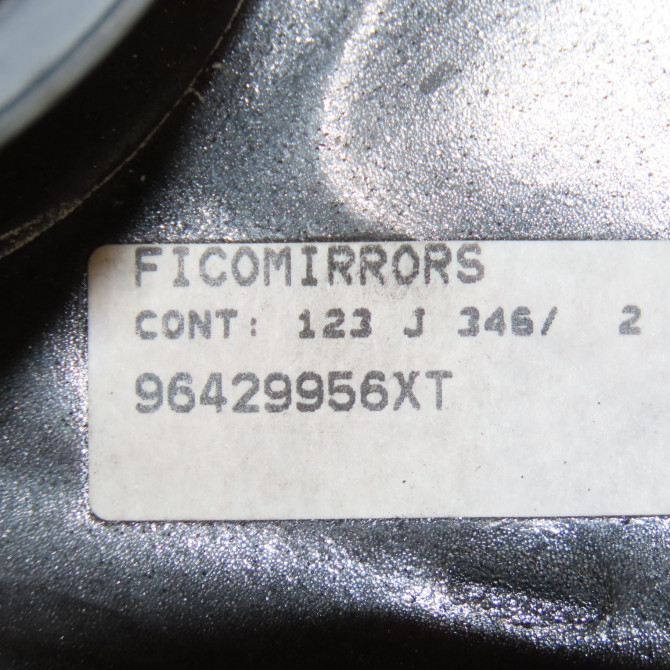 FICOMIRRORS
CONT: 123 J 346/ 2
96429956XT